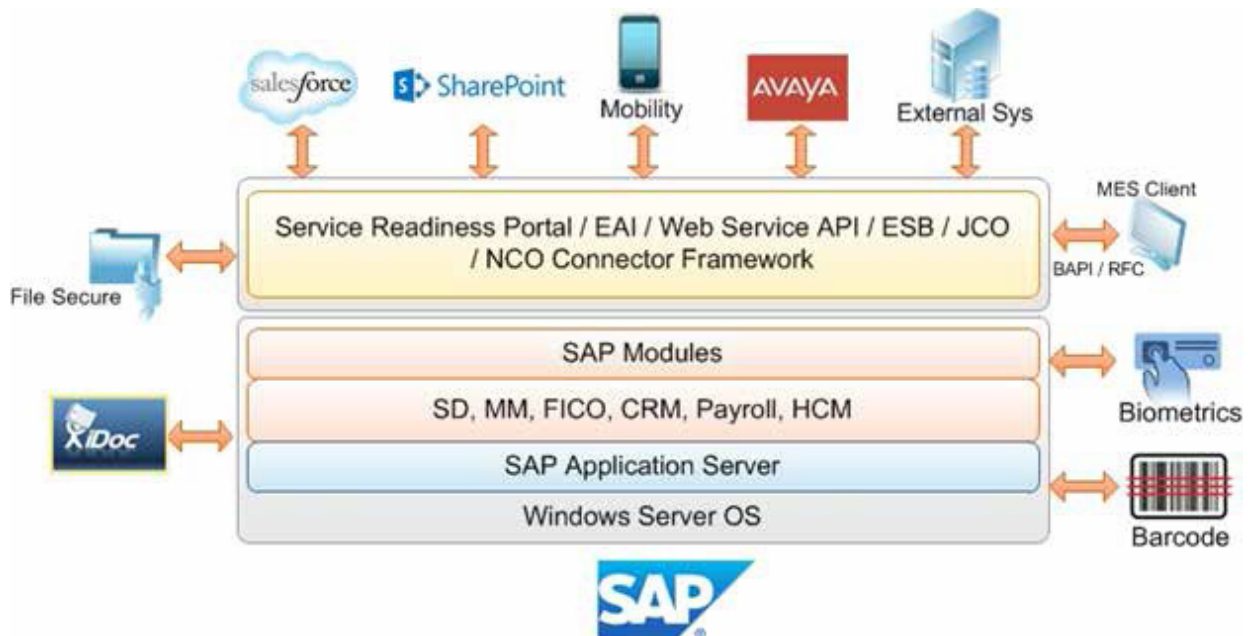 salesforce
S SharePoint
Mobility
AVAYA
External Sys
MES Client
Service Readiness Portal / EAI / Web Service API / ESB / JCO
/ NCO Connector Framework
BAPI / RFC
File Secure
SAP Modules
SD, MM, FICO, CRM, Payroll, HCM
XiDoc
Biometrics
SAP Application Server
Windows Server OS
Barcode
SAP®